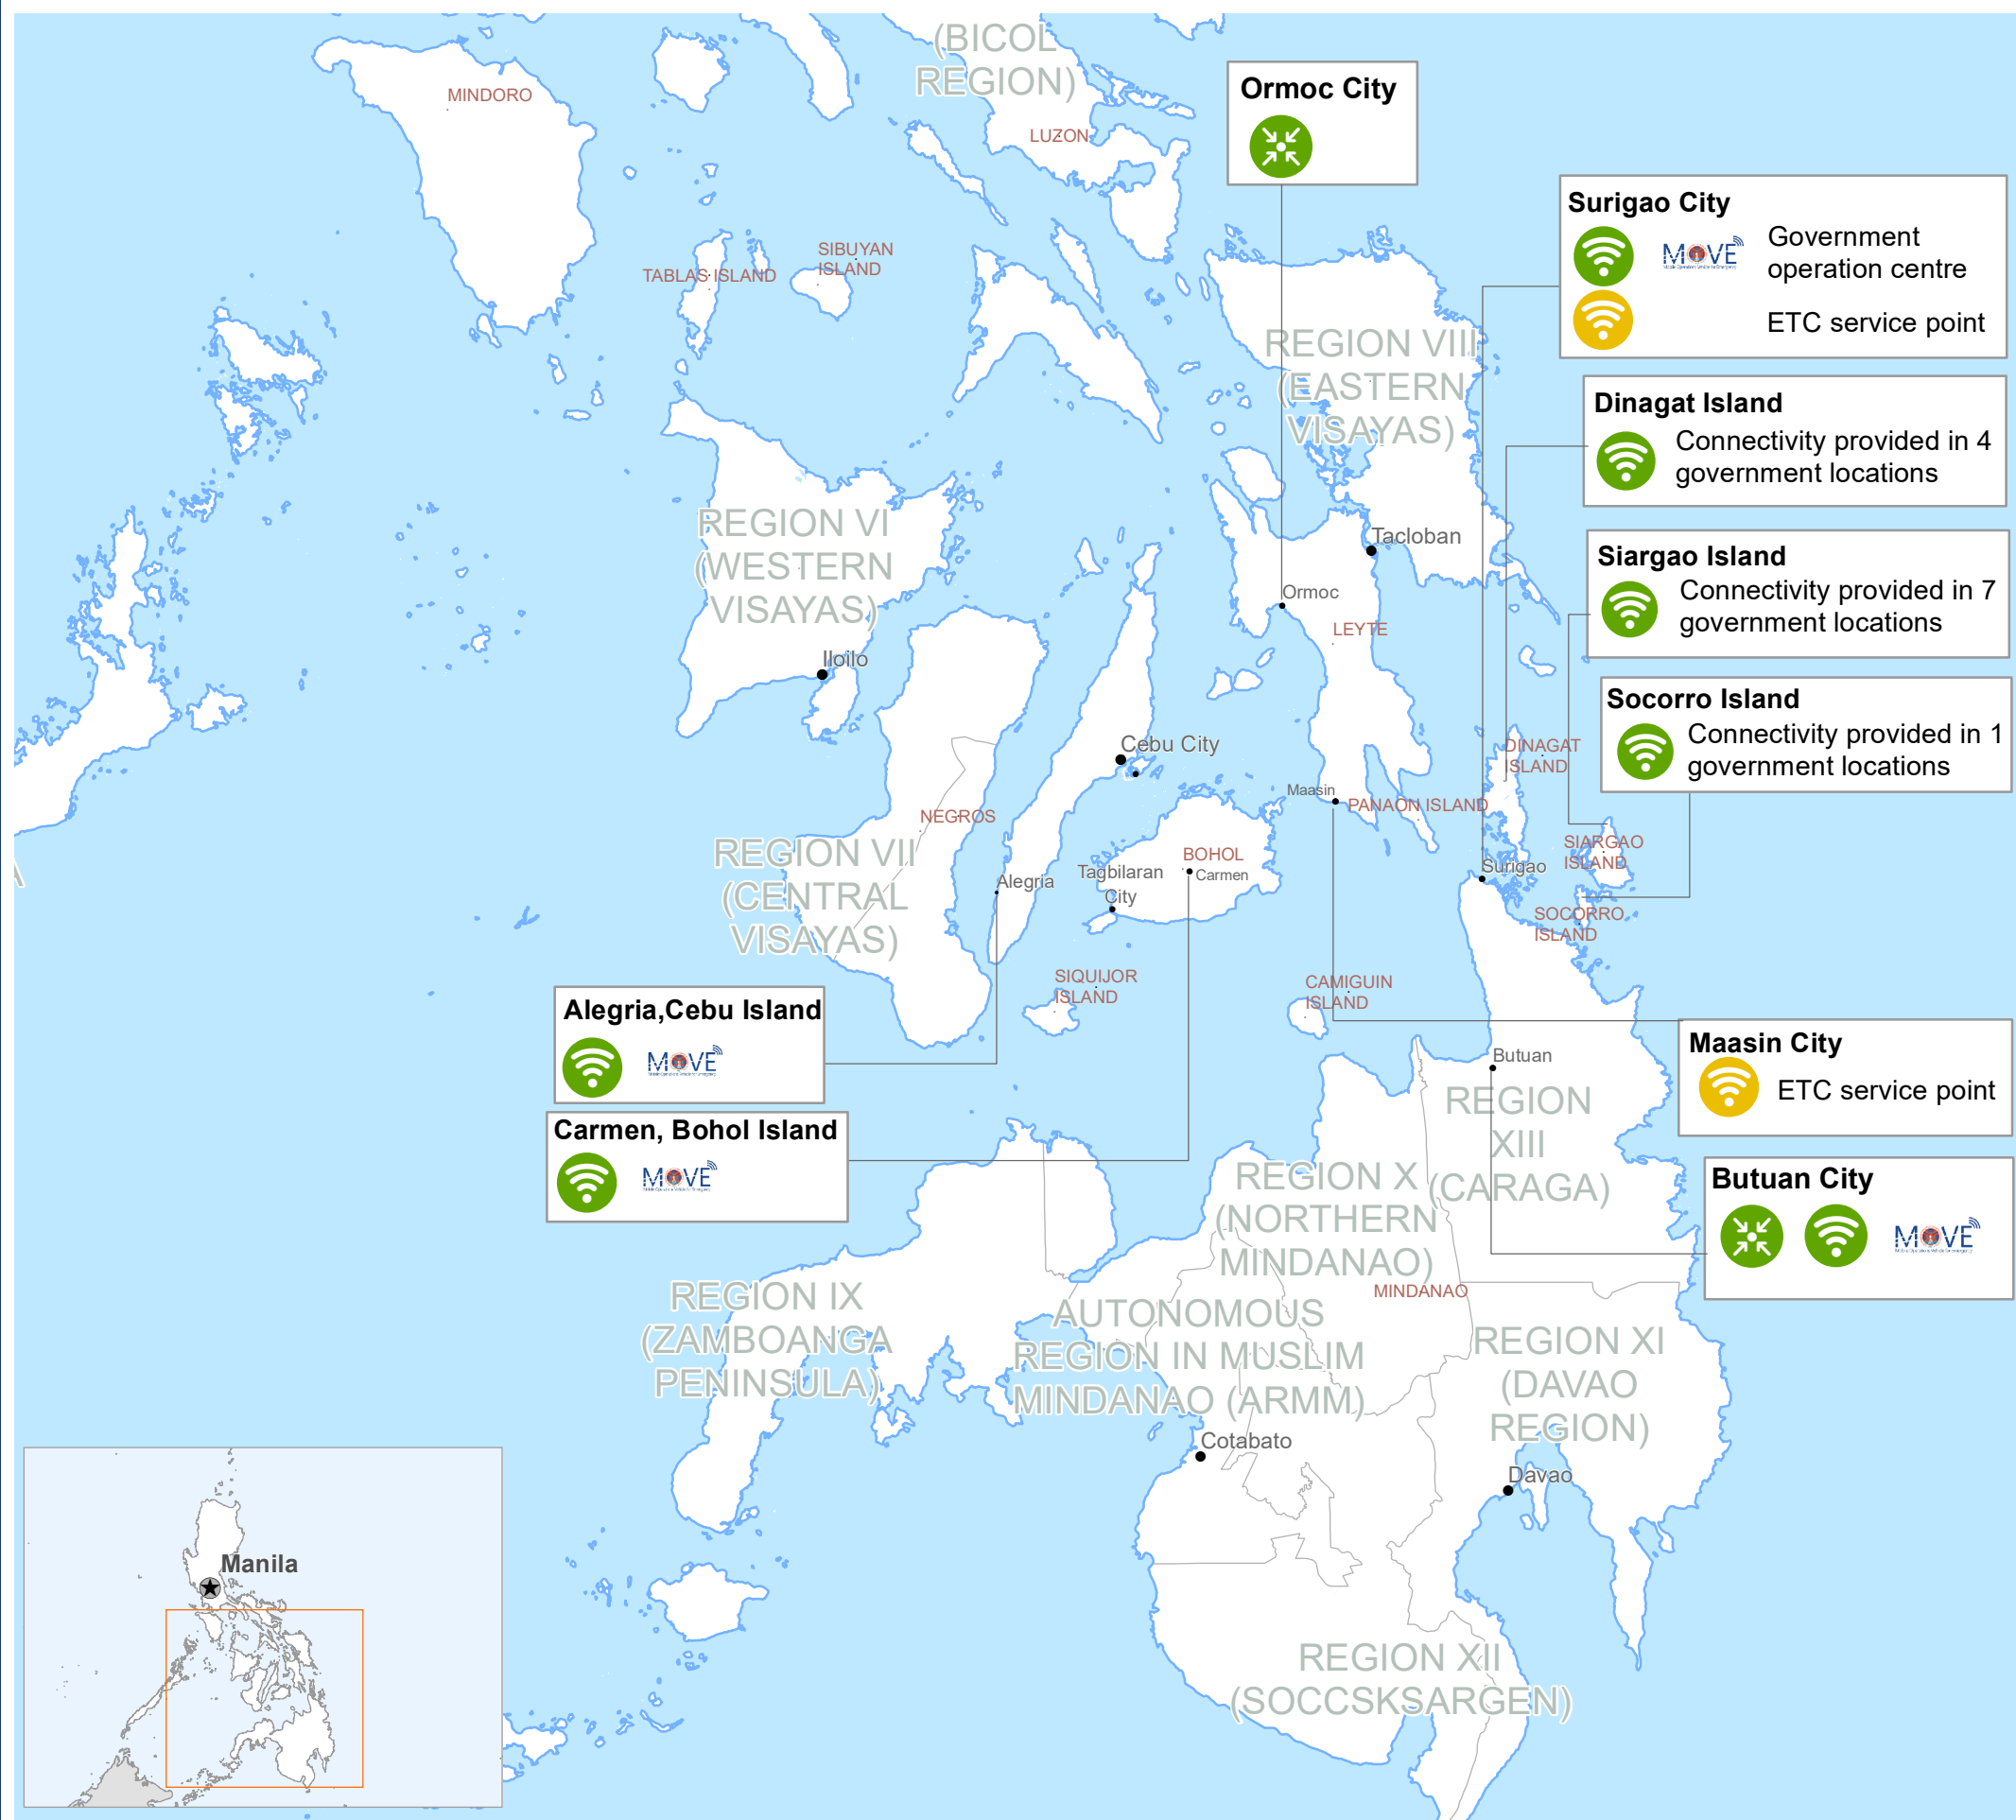 (BICOL
REGION)
MINDORO
LUZON
Ormoc City
Surigao City
MOVE
Government
operation centre
ETC service point
TABLAS ISLAND
SIBUYAN
ISLAND
REGION VIII
(EASTERN
VISAYAS)
Dinagat Island
Connectivity provided in 4
government locations
REGION VI
(WESTERN
VISAYAS)
Tacloban
Siargao Island
Connectivity provided in 7
government locations
Ormoc
LEYTE
Iloilo
Socorro Island
Connectivity provided in 1
government locations
Cebu City
DINAGAT
ISLAND
Maasin
PANAON ISLAND
NEGROS
REGION VII
(CENTRAL
VISAYAS)
BOHOL
Carmen
Tagbilaran
City
Alegria
SIARGAO
ISLAND
Surigao
SOCORRO
ISLAND
SIQUIJOR
ISLAND
CAMIGUIN
ISLAND
Alegria,Cebu Island
MOVE
Maasin City
ETC service point
Butuan
REGION
XIII
(CARAGA)
Carmen, Bohol Island
MOVE
Butuan City
MOVE
REGION X
(NORTHERN
MINDANAO)
MINDANAO
REGION IX
(ZAMBOANGA
PENINSULA)
AUTONOMOUS
REGION IN MUSLIM
MINDANAO (ARMM)
REGION XI
(DAVAO
REGION)
Cotabato
Davao
Manila
REGION XII
(SOCCSKSARGEN)